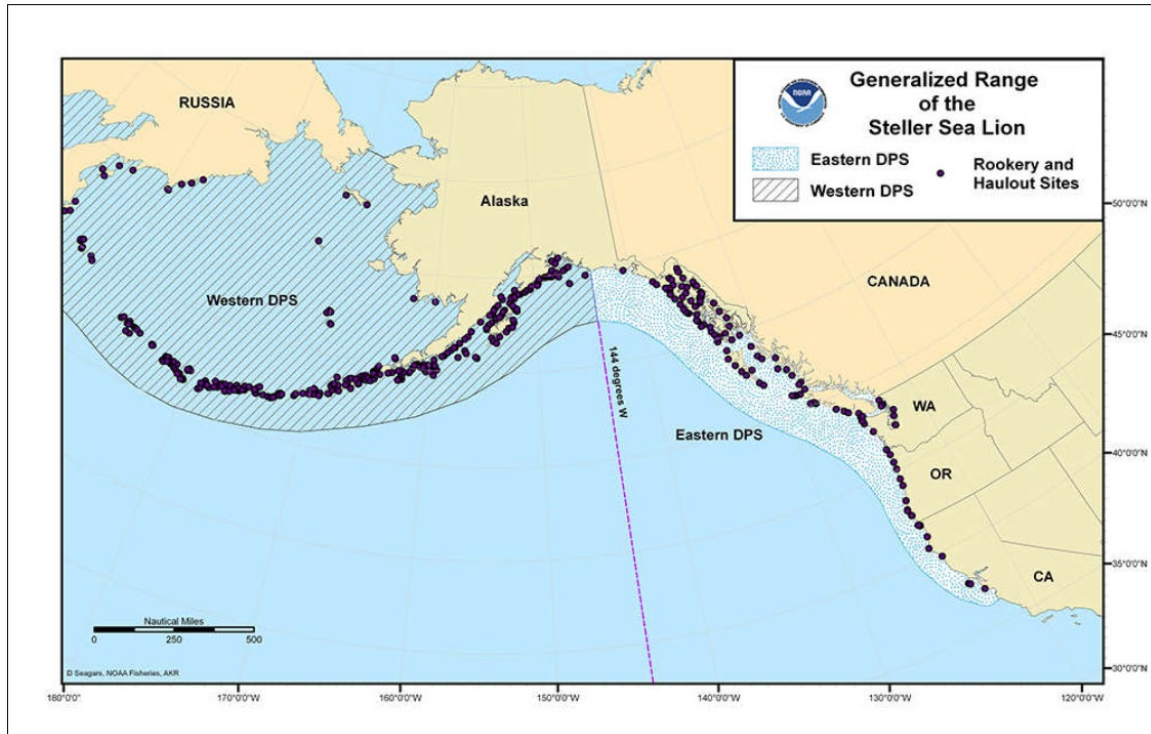 Generalized Range
of the
Steller Sea Lion
NOAA
Eastern DPS
Western DPS
Rookery and
Haulout Sites
RUSSIA
Alaska
CANADA
Western DPS
144 degrees W
Eastern DPS
WA
OR
CA
50°0'0"N
45°0'0"N
40°0'0"N
35°0'0"N
30°0'0"N
Nautical Miles
0 250 500
D Seagars, NOAA Fisheries, AKR
180°0'0" 170°0'0"W 160°0'0"W 150°0'0"W 140°0'0"W 130°0'0"W 120°0'0"W